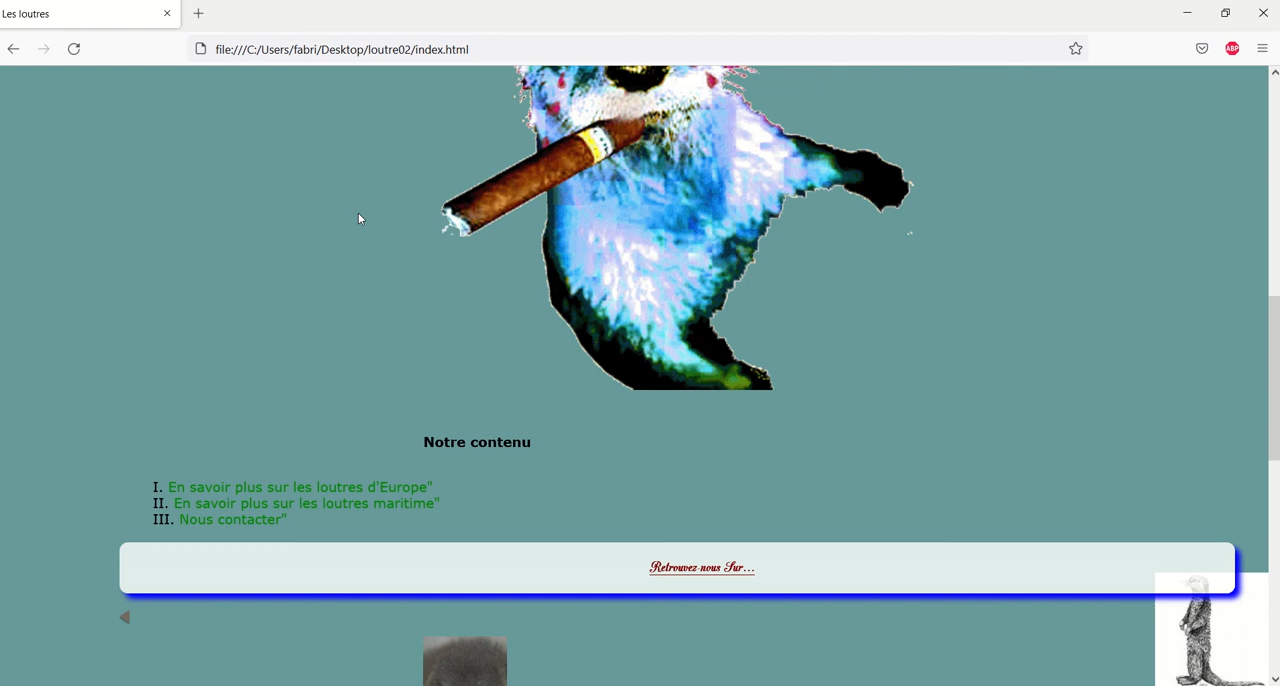 Les loutres
file:///C:/Users/fabri/Desktop/loutre02/index.html
ABP
Notre contenu
I. En savoir plus sur les loutres d'Europe"
II. En savoir plus sur les loutres maritime"
III. Nous contacter"
Retrouvez-nous Sur...